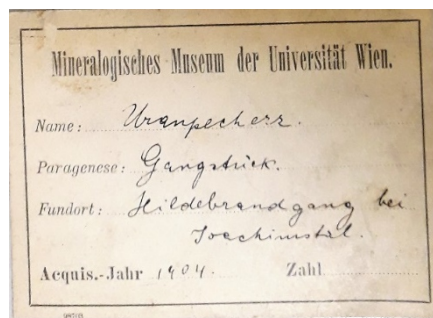 Mineralogisches Museum der Universität Wien.
Name: Uranpecherz.
Paragenese: Gangstück.
Fundort: Hildebrandgang bei
Joachimstal.
Acquis.-Jahr 1904. Zahl